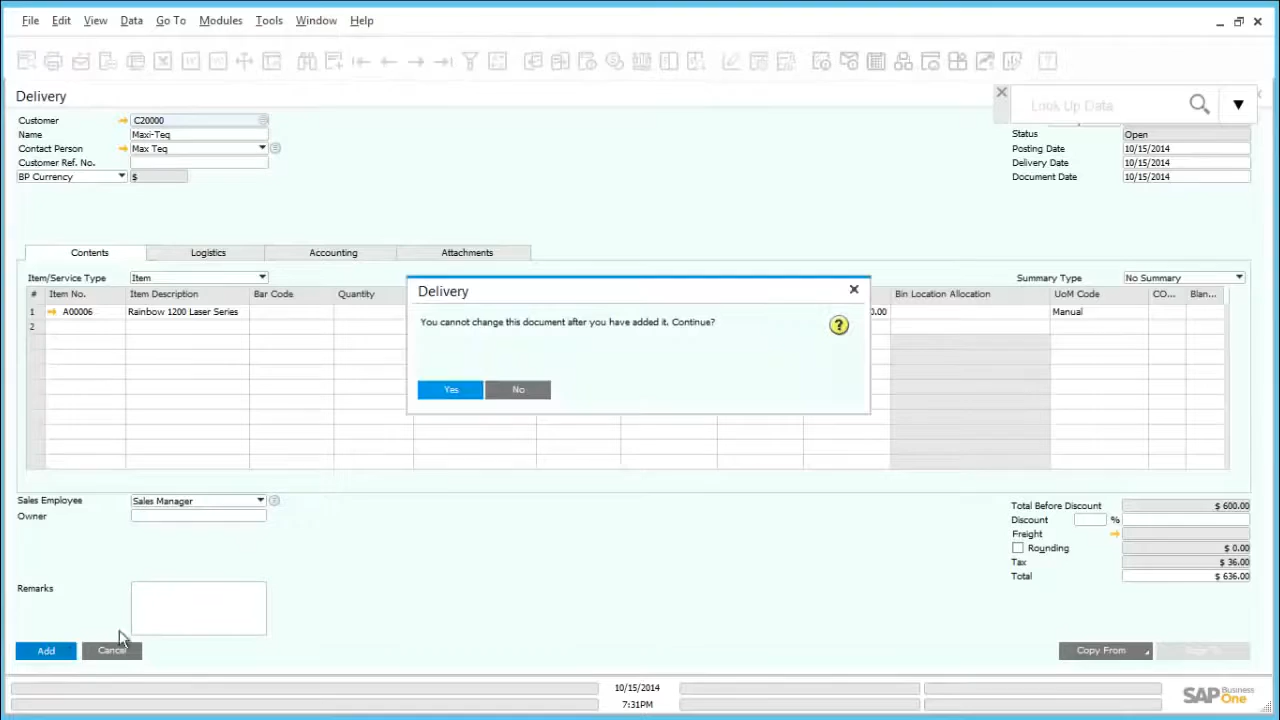 File Edit View Data Go To Modules Tools Window Help
Delivery
Look Up Data
Customer C20000
Name Maxi-Teq
Contact Person Max Teq
Customer Ref. No.
BP Currency $
Status Open
Posting Date 10/15/2014
Delivery Date 10/15/2014
Document Date 10/15/2014
Contents Logistics Accounting Attachments
Item/Service Type Item
Summary Type No Summary
# Item No. Item Description Bar Code Quantity Bin Location Allocation UoM Code CO... Blan...
1 A00006 Rainbow 1200 Laser Series 0.00 Manual
2
Delivery
You cannot change this document after you have added it. Continue?
?
Yes No
Sales Employee Sales Manager
Owner
Total Before Discount $ 600.00
Discount %
Freight
Rounding $ 0.00
Tax $ 36.00
Total $ 636.00
Remarks
Add Cancel
Copy From
10/15/2014
7:31PM
SAP Business One